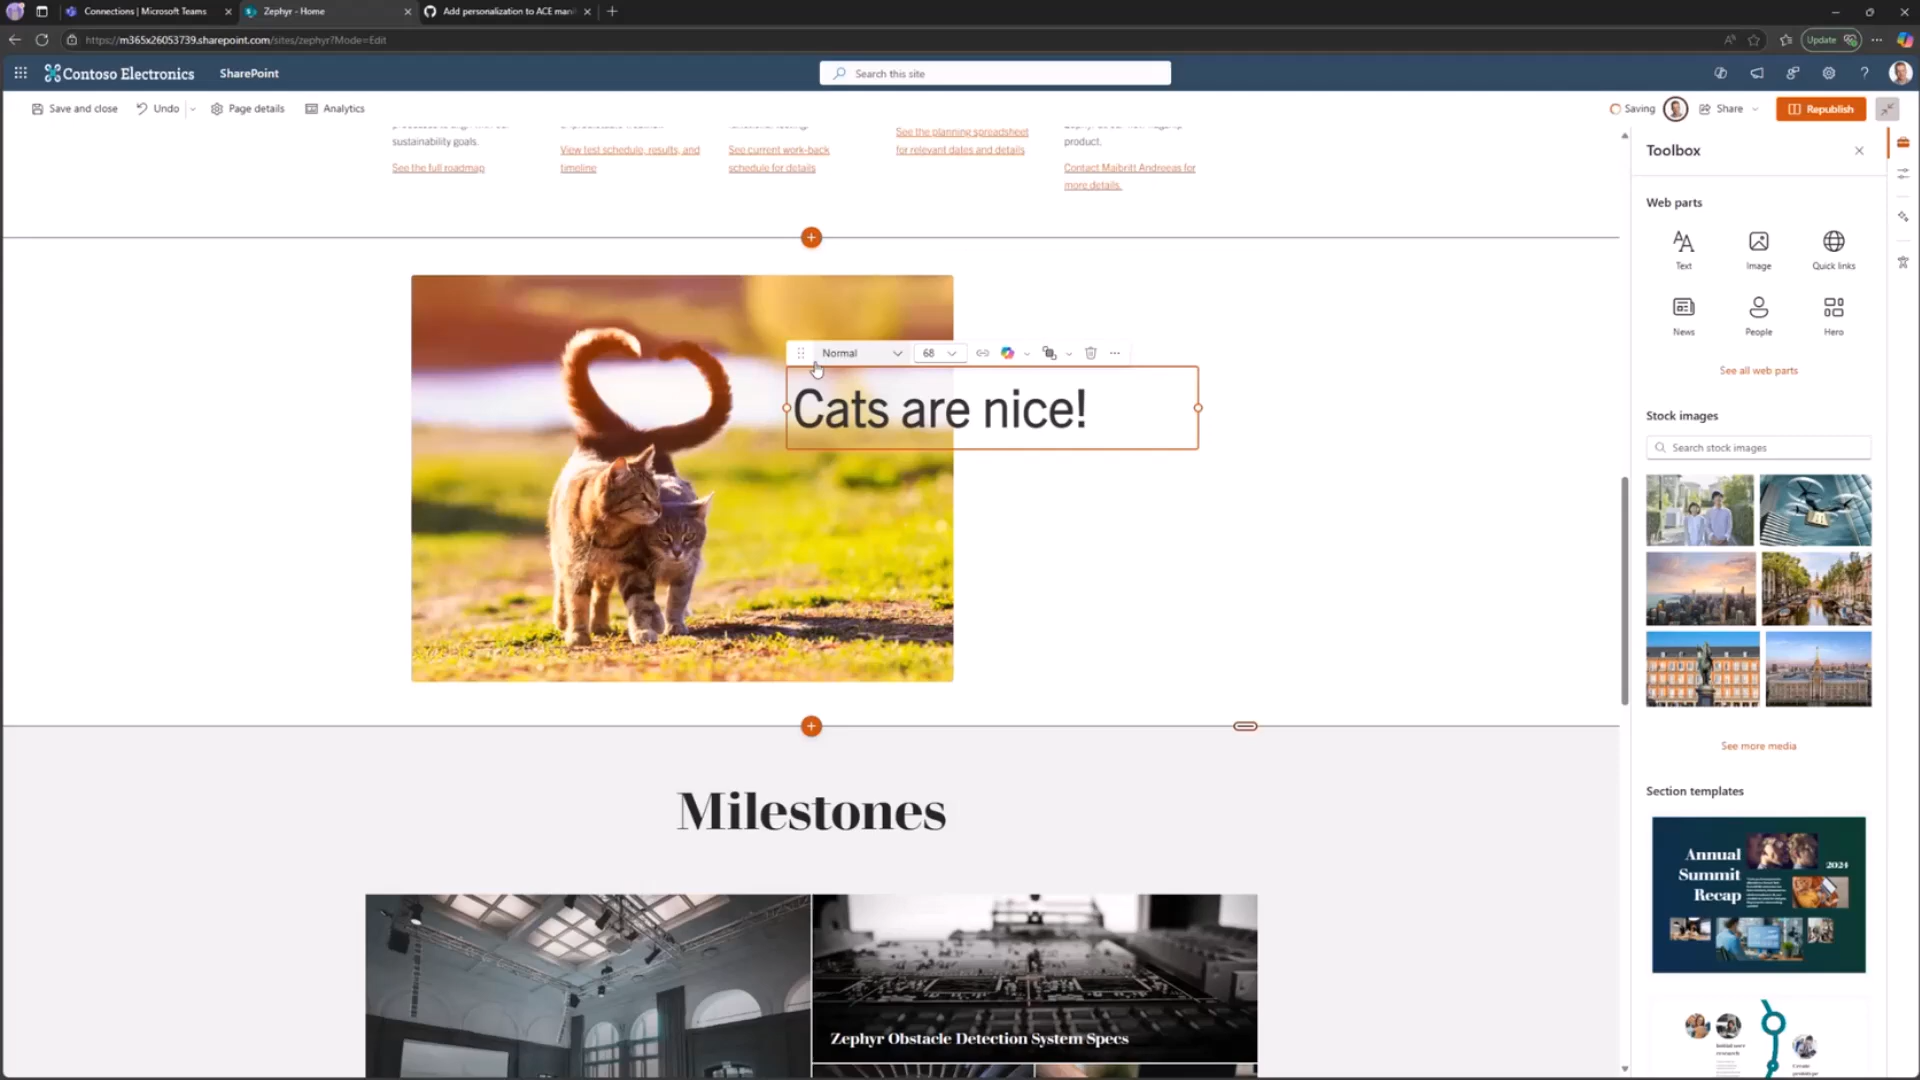 Connections | Microsoft Teams
Zephyr - Home
Add personalization to ACE mani
https://m365x26053739.sharepoint.com/sites/zephyr?Mode=Edit
Update
Contoso Electronics
SharePoint
Search this site
Save and close
Undo
Page details
Analytics
Saving
Share
Republish
sustainability goals.
See the full roadmap
View test schedule, results, and
timeline
See current work-back
schedule for details
See the planning spreadsheet
for relevant dates and details
product.
Contact Maibritt Andreeas for
more details.
Normal
68
Cats are nice!
Milestones
Zephyr Obstacle Detection System Specs
Toolbox
Web parts
Text
Image
Quick links
News
People
Hero
See all web parts
Stock images
Search stock images
See more media
Section templates
Annual
Summit
Recap
2024